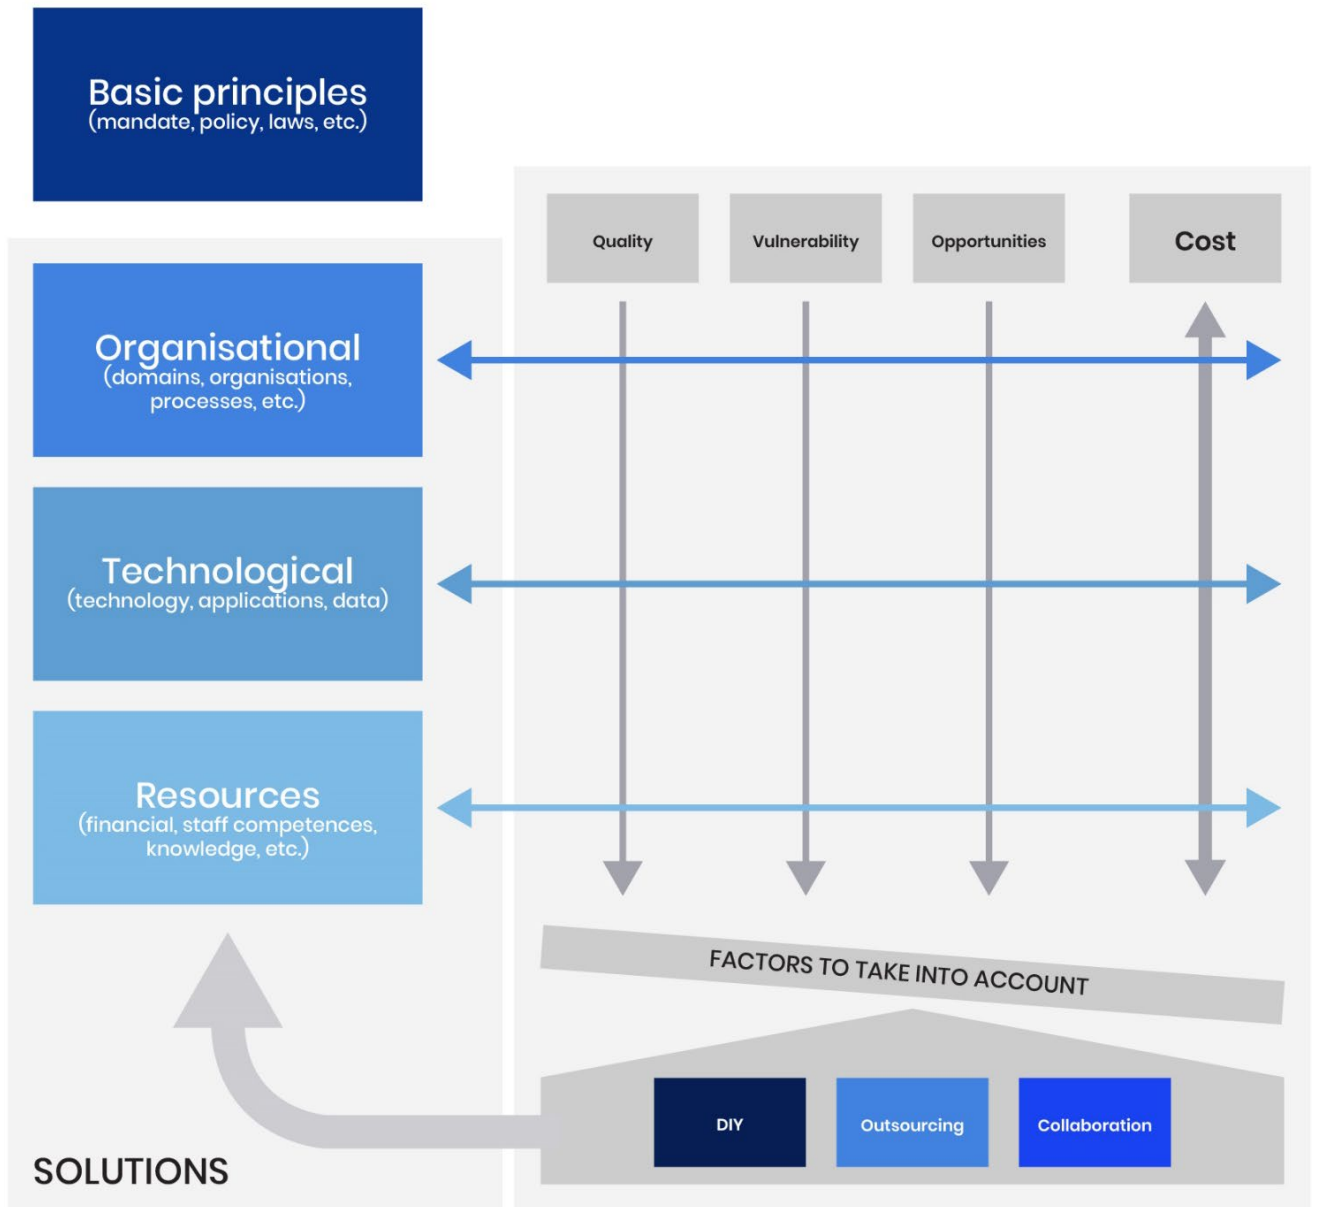 Basic principles
(mandate, policy, laws, etc.)
Quality
Vulnerability
Opportunities
Cost
Organisational
(domains, organisations,
processes, etc.)
Technological
(technology, applications, data)
Resources
(financial, staff competences,
knowledge, etc.)
FACTORS TO TAKE INTO ACCOUNT
DIY
Outsourcing
Collaboration
SOLUTIONS